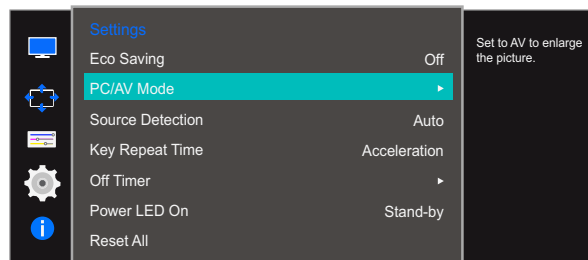 Settings
Eco Saving Off
PC/AV Mode
Source Detection Auto
Key Repeat Time Acceleration
Off Timer
Power LED On Stand-by
Reset All
Set to AV to enlarge
the picture.